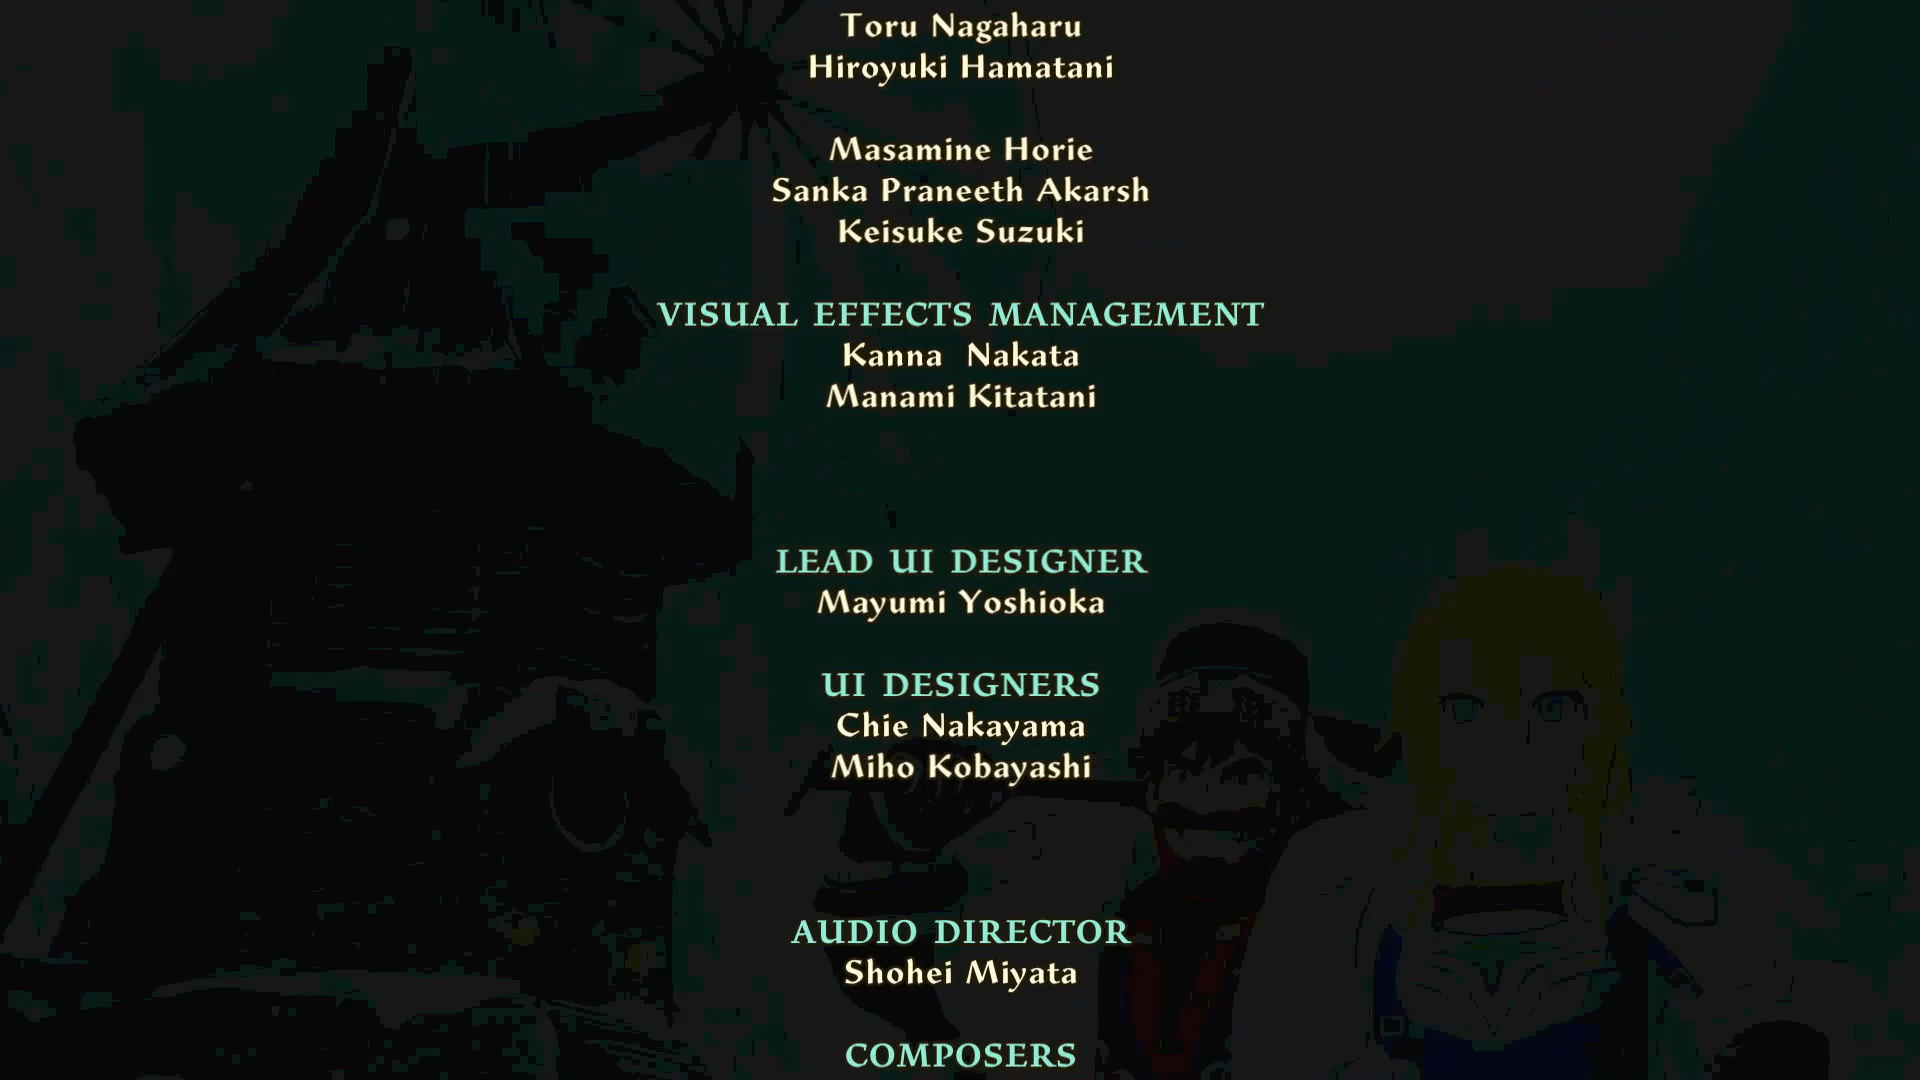 Toru Nagaharu
Hiroyuki Hamatani
Masamine Horie
Sanka Praneeth Akarsh
Keisuke Suzuki
VISUAL EFFECTS MANAGEMENT
Kanna  Nakata
Manami Kitatani
LEAD UI DESIGNER
Mayumi Yoshioka
UI DESIGNERS
Chie Nakayama
Miho Kobayashi
AUDIO DIRECTOR
Shohei Miyata
COMPOSERS